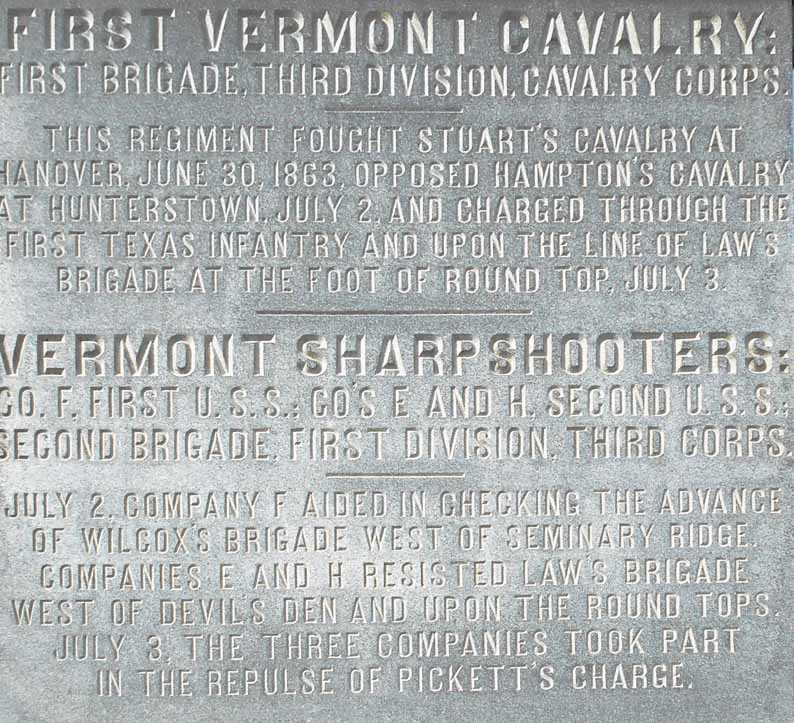 FIRST VERMONT CAVALRY:
FIRST BRIGADE, THIRD DIVISION, CAVALRY CORPS.
THIS REGIMENT FOUGHT STUART'S CAVALRY AT
HANOVER, JUNE 30, 1863, OPPOSED HAMPTON'S CAVALRY
AT HUNTERSTOWN, JULY 2, AND CHARGED THROUGH THE
FIRST TEXAS INFANTRY AND UPON THE LINE OF LAW'S
BRIGADE AT THE FOOT OF ROUND TOP, JULY 3.
VERMONT SHARPSHOOTERS:
CO. F, FIRST U.S.S.; CO'S E AND H, SECOND U.S.S.;
SECOND BRIGADE, FIRST DIVISION, THIRD CORPS.
JULY 2, COMPANY F AIDED IN CHECKING THE ADVANCE
OF WILCOX'S BRIGADE WEST OF SEMINARY RIDGE.
COMPANIES E AND H RESISTED LAW'S BRIGADE
WEST OF DEVIL'S DEN AND UPON THE ROUND TOPS.
JULY 3, THE THREE COMPANIES TOOK PART
IN THE REPULSE OF PICKETT'S CHARGE.